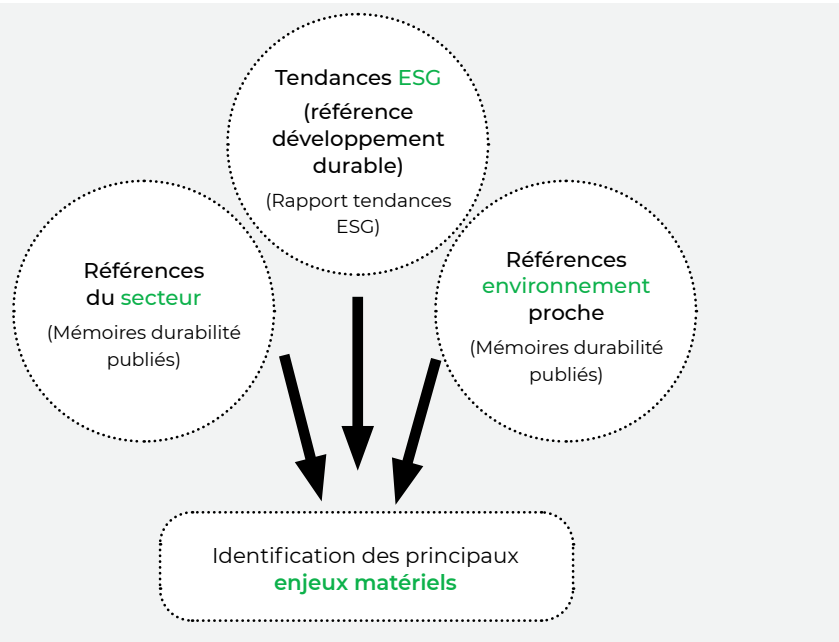 Tendances ESG
(référence
développement
durable)
(Rapport tendances
ESG)
Références
du secteur
(Mémoires durabilité
publiés)
Références
environnement
proche
(Mémoires durabilité
publiés)
Identification des principaux
enjeux matériels